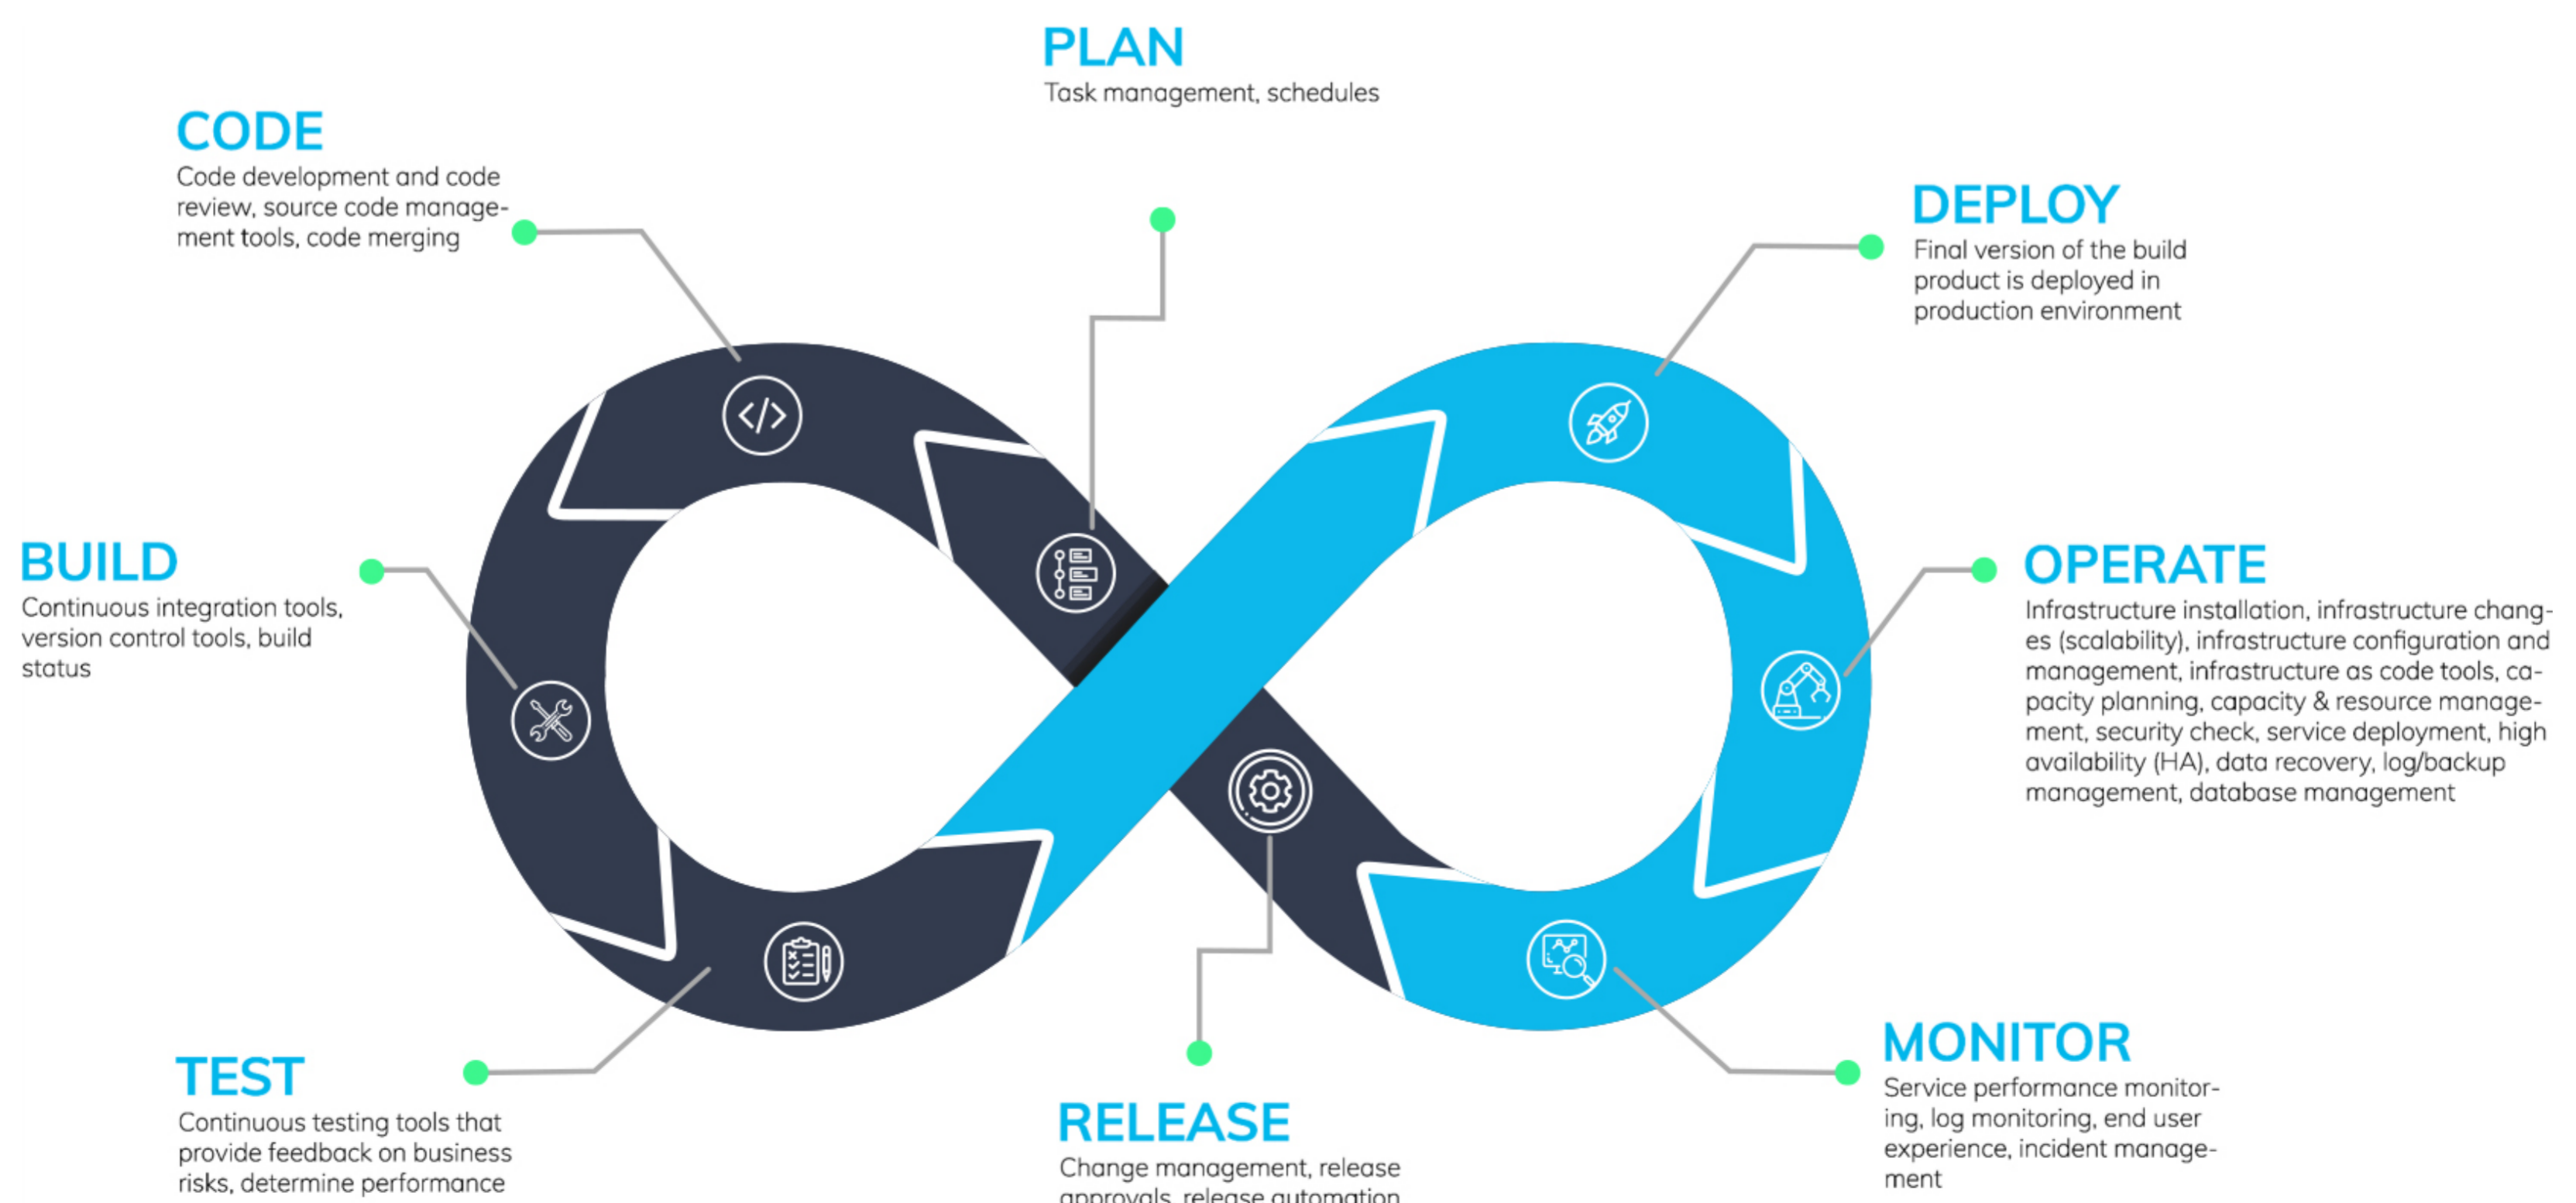 PLAN
Task management, schedules
CODE
Code development and code
review, source code manage-
ment tools, code merging
DEPLOY
Final version of the build
product is deployed in
production environment
BUILD
Continuous integration tools,
version control tools, build
status
OPERATE
Infrastructure installation, infrastructure chang-
es (scalability), infrastructure configuration and
management, infrastructure as code tools, ca-
pacity planning, capacity & resource manage-
ment, security check, service deployment, high
availability (HA), data recovery, log/backup
management, database management
TEST
Continuous testing tools that
provide feedback on business
risks, determine performance
RELEASE
Change management, release
approvals, release automation
MONITOR
Service performance monitor-
ing, log monitoring, end user
experience, incident manage-
ment